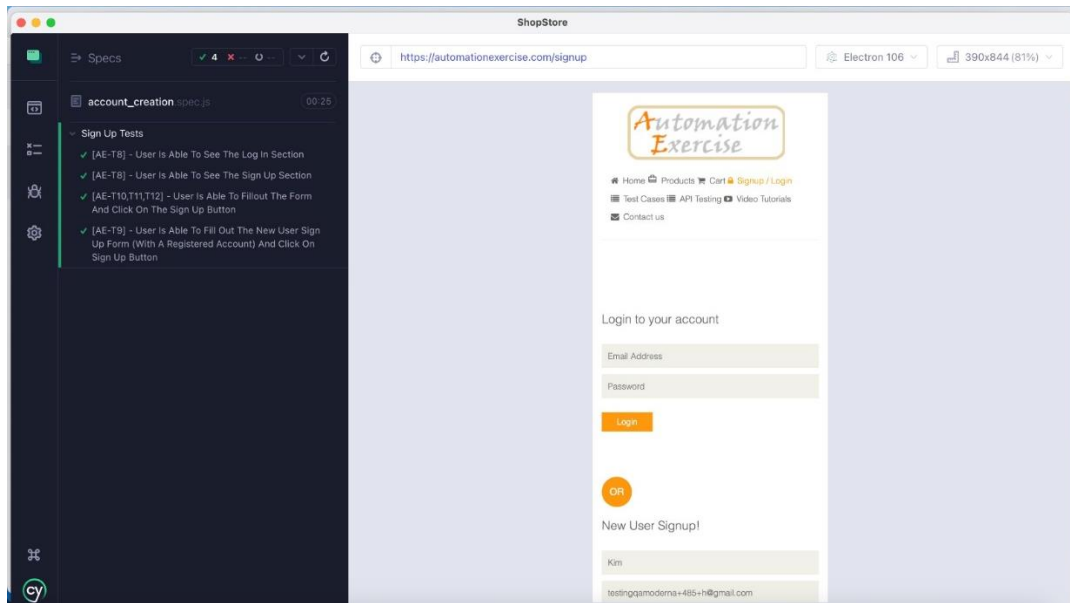 ShopStore
Specs
4
--
--
https://automationexercise.com/signup
Electron 106
390x844 (81%)
account_creation.spec.js
00:25
Sign Up Tests
[AE-T8] - User Is Able To See The Log In Section
[AE-T8] - User Is Able To See The Sign Up Section
[AE-T10,T11,T12] - User Is Able To Fillout The Form
And Click On The Sign Up Button
[AE-T9] - User Is Able To Fill Out The New User Sign
Up Form (With A Registered Account) And Click On
Sign Up Button
cy
Automation
Exercise
Home Products Cart Signup / Login
Test Cases API Testing Video Tutorials
Contact us
Login to your account
Email Address
Password
Login
OR
New User Signup!
Kim
testingqamoderna+485+h@gmail.com